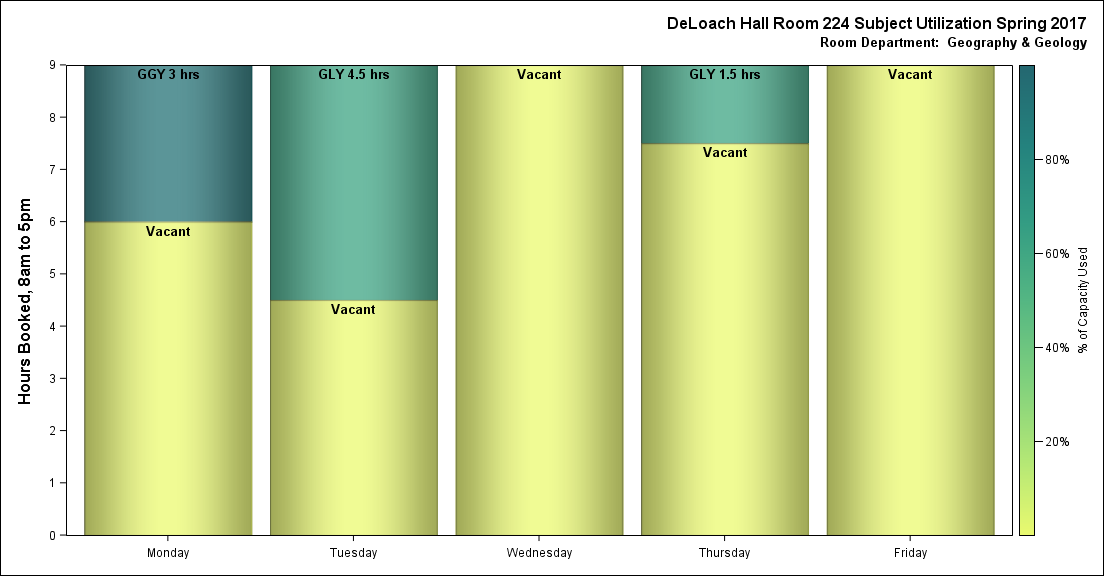 DeLoach Hall Room 224 Subject Utilization Spring 2017
Room Department:  Geography & Geology
Hours Booked, 8am to 5pm
9
8
7
6
5
4
3
2
1
0
GGY 3 hrs
Vacant
GLY 4.5 hrs
Vacant
Vacant
GLY 1.5 hrs
Vacant
Vacant
Monday
Tuesday
Wednesday
Thursday
Friday
80%
60%
40%
20%
% of Capacity Used